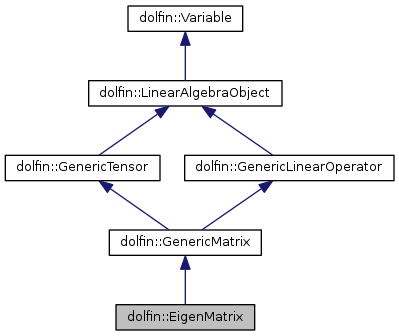 dolfin::Variable
dolfin::LinearAlgebraObject
dolfin::GenericTensor
dolfin::GenericLinearOperator
dolfin::GenericMatrix
dolfin::EigenMatrix